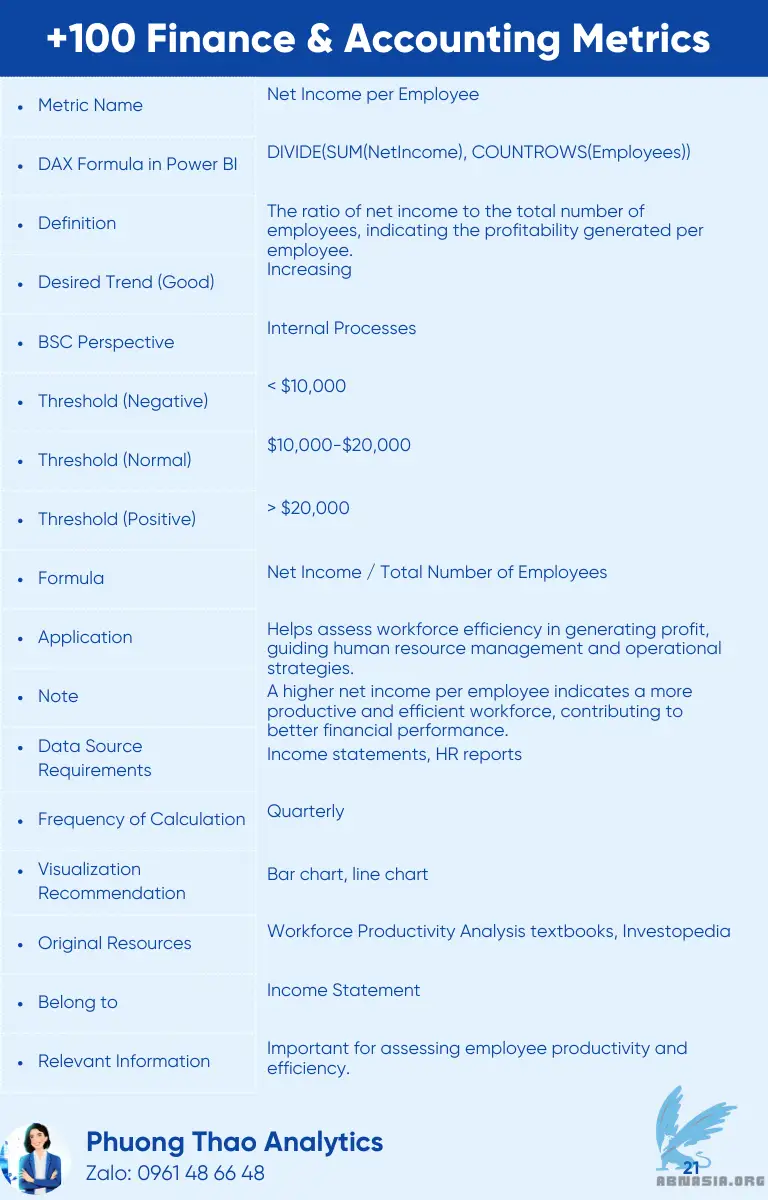 +100 Finance & Accounting Metrics
• Metric Name
Net Income per Employee
• DAX Formula in Power BI
DIVIDE(SUM(NetIncome), COUNTROWS(Employees))
• Definition
The ratio of net income to the total number of
employees, indicating the profitability generated per
employee.
• Desired Trend (Good)
Increasing
• BSC Perspective
Internal Processes
• Threshold (Negative)
< $10,000
• Threshold (Normal)
$10,000-$20,000
• Threshold (Positive)
> $20,000
• Formula
Net Income / Total Number of Employees
• Application
Helps assess workforce efficiency in generating profit,
guiding human resource management and operational
strategies.
• Note
A higher net income per employee indicates a more
productive and efficient workforce, contributing to
better financial performance.
• Data Source
Requirements
Income statements, HR reports
• Frequency of Calculation
Quarterly
• Visualization
Recommendation
Bar chart, line chart
• Original Resources
Workforce Productivity Analysis textbooks, Investopedia
• Belong to
Income Statement
• Relevant Information
Important for assessing employee productivity and
efficiency.
Phuong Thao Analytics
Zalo: 0961 48 66 48
21
ABNASIA.ORG